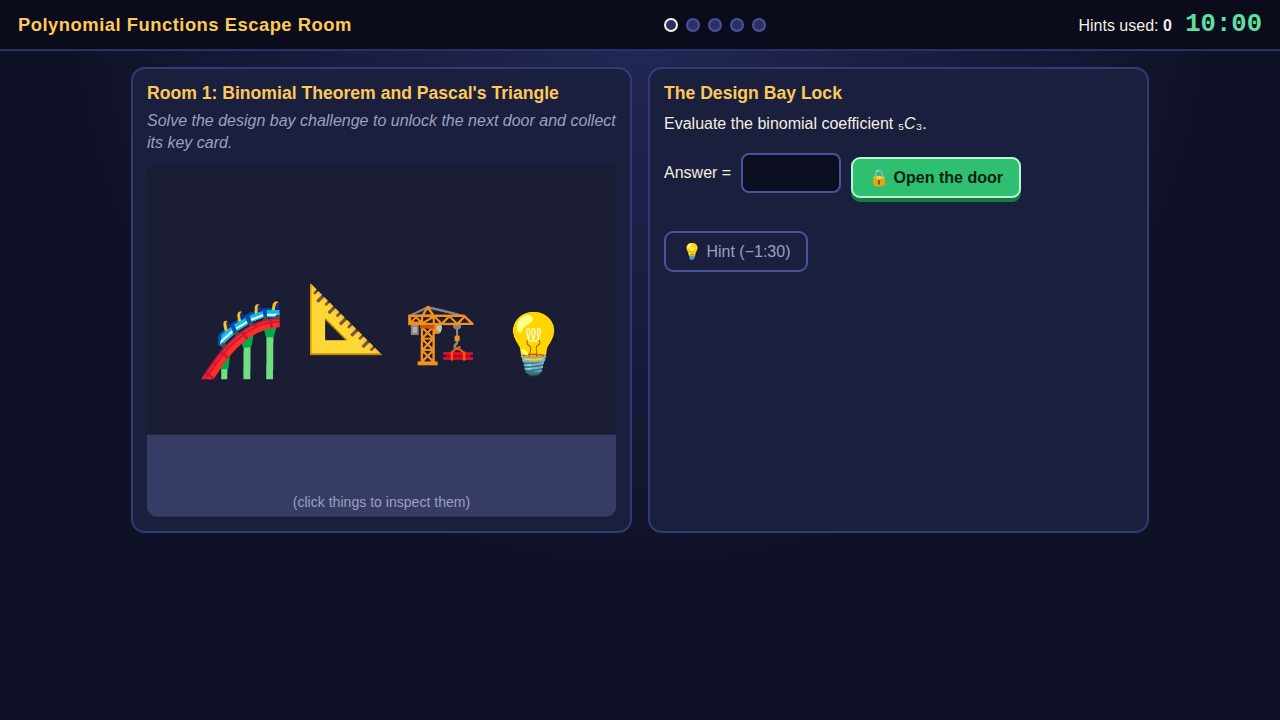 Polynomial Functions Escape Room
Hints used: 0 10:00
Room 1: Binomial Theorem and Pascal's Triangle
Solve the design bay challenge to unlock the next door and collect
its key card.
(click things to inspect them)
The Design Bay Lock
Evaluate the binomial coefficient ₅C₃.
Answer =
🔒 Open the door
💡 Hint (−1:30)